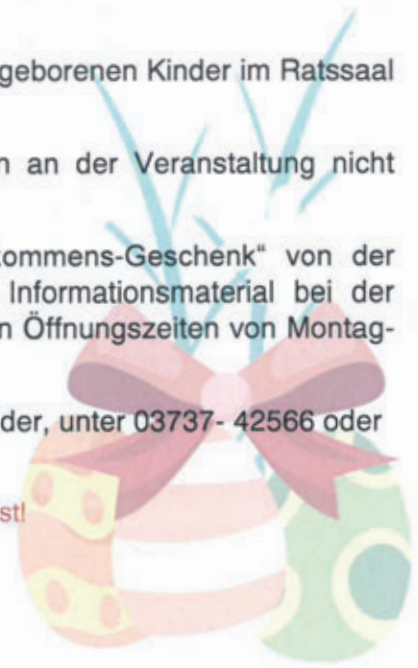 geborenen Kinder im Ratssaal
an der Veranstaltung nicht
kommens-Geschenk“ von der
Informationsmaterial bei der
n Öffnungszeiten von Montag-
der, unter 03737- 42566 oder
st!